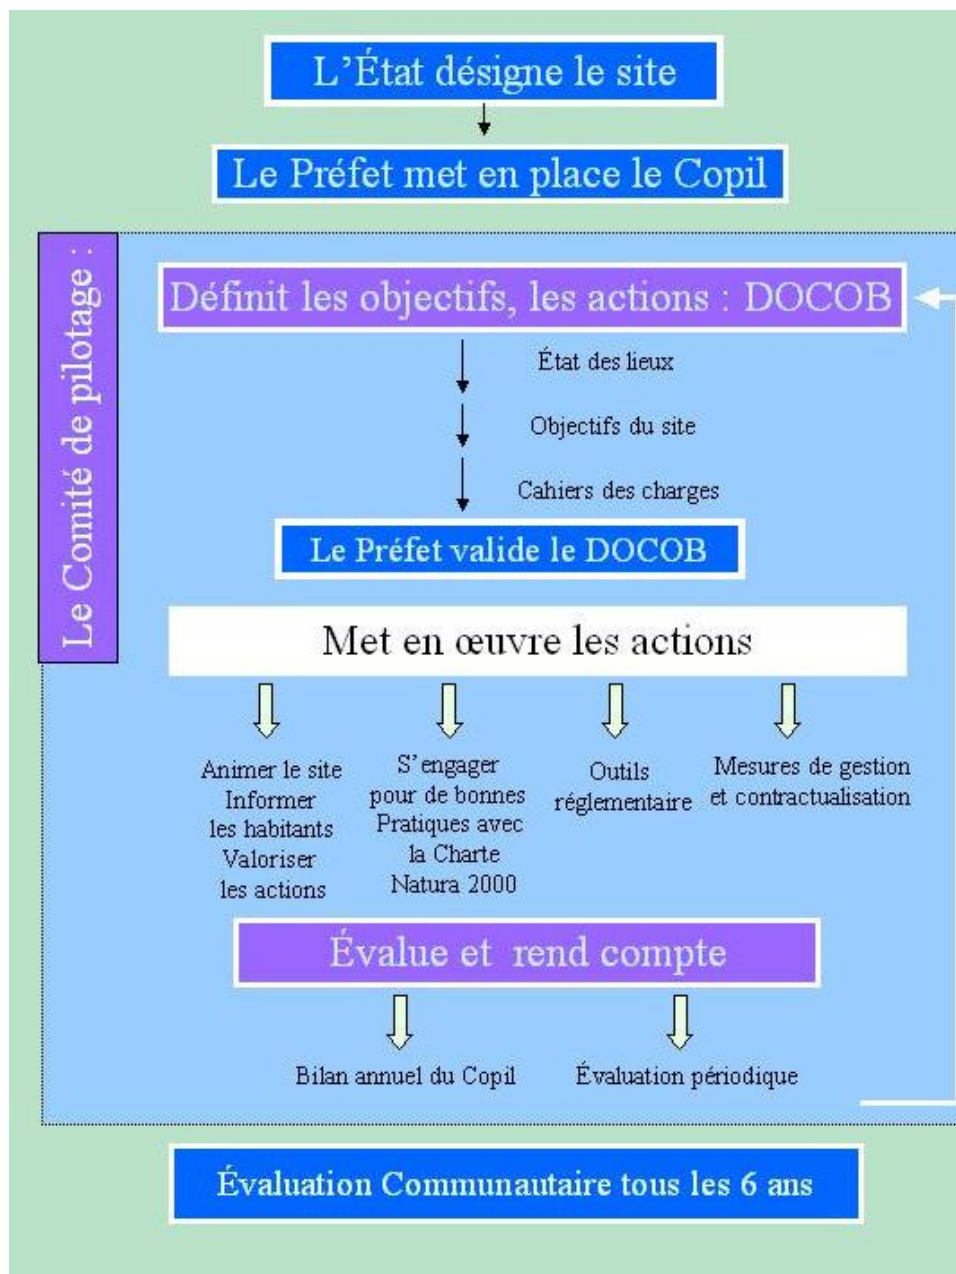 L'État désigne le site
Le Préfet met en place le Copil
Le Comité de pilotage :
Définit les objectifs, les actions : DOCOB
État des lieux
Objectifs du site
Cahiers des charges
Le Préfet valide le DOCOB
Met en œuvre les actions
Animer le site
Informer
les habitants
Valoriser
les actions
S'engager
pour de bonnes
Pratiques avec
la Charte
Natura 2000
Outils
réglementaire
Mesures de gestion
et contractualisation
Évalue et rend compte
Bilan annuel du Copil
Évaluation périodique
Évaluation Communautaire tous les 6 ans